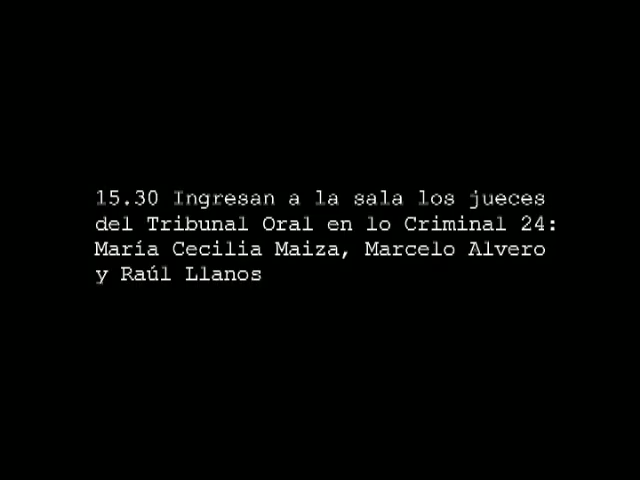 15.30 Ingresan a la sala los jueces
del Tribunal Oral en lo Criminal 24:
María Cecilia Maiza, Marcelo Alvero
y Raúl Llanos